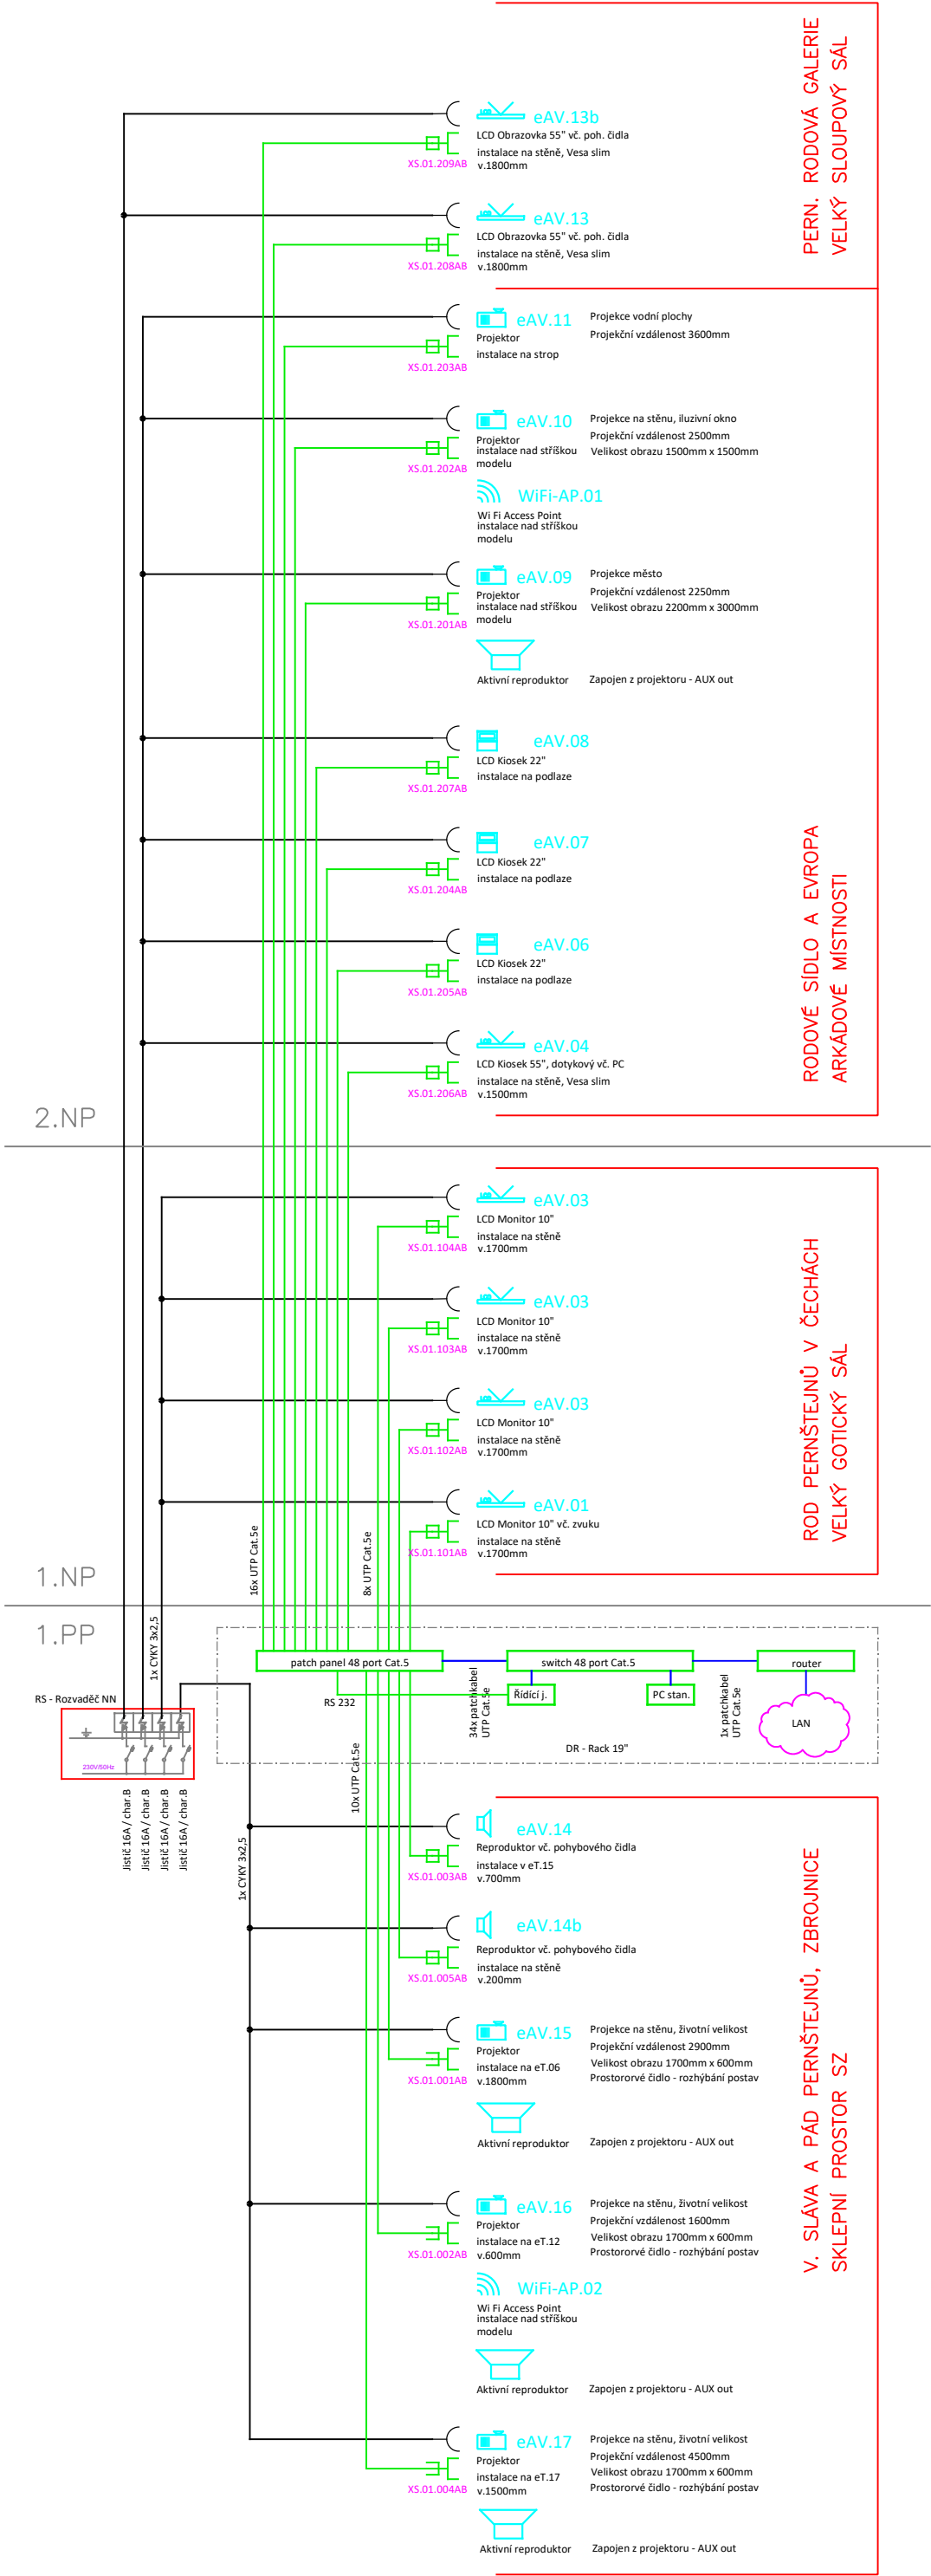 PERN. RODOVÁ GALERIE
VELKÝ SLOUPOVÝ SÁL
eAV.13b
LCD Obrazovka 55" vč. poh. čidla
instalace na stěně, Vesa slim
v.1800mm
XS.01.209AB
eAV.13
LCD Obrazovka 55" vč. poh. čidla
instalace na stěně, Vesa slim
v.1800mm
XS.01.208AB
RODOVÉ SÍDLO A EVROPA
ARKÁDOVÉ MÍSTNOSTI
eAV.11
Projekce vodní plochy
Projektor
Projekční vzdálenost 3600mm
instalace na strop
XS.01.203AB
eAV.10
Projekce na stěnu, iluzivní okno
Projektor
Projekční vzdálenost 2500mm
instalace nad stříškou
modelu
Velikost obrazu 1500mm x 1500mm
XS.01.202AB
WiFi-AP.01
Wi Fi Access Point
instalace nad stříškou
modelu
eAV.09
Projekce město
Projektor
Projekční vzdálenost 2250mm
instalace nad stříškou
modelu
Velikost obrazu 2200mm x 3000mm
XS.01.201AB
Aktivní reproduktor
Zapojen z projektoru - AUX out
eAV.08
LCD Kiosek 22"
instalace na podlaze
XS.01.207AB
eAV.07
LCD Kiosek 22"
instalace na podlaze
XS.01.204AB
eAV.06
LCD Kiosek 22"
instalace na podlaze
XS.01.205AB
eAV.04
LCD Kiosek 55", dotykový vč. PC
instalace na stěně, Vesa slim
v.1500mm
XS.01.206AB
2.NP
ROD PERNŠTEJNŮ V ČECHÁCH
VELKÝ GOTICKÝ SÁL
eAV.03
LCD Monitor 10"
instalace na stěně
v.1700mm
XS.01.104AB
eAV.03
LCD Monitor 10"
instalace na stěně
v.1700mm
XS.01.103AB
eAV.03
LCD Monitor 10"
instalace na stěně
v.1700mm
XS.01.102AB
eAV.01
LCD Monitor 10" vč. zvuku
instalace na stěně
v.1700mm
XS.01.101AB
16x UTP Cat.5e
8x UTP Cat.5e
1.NP
1.PP
1x CYKY 3x2,5
patch panel 48 port Cat.5
switch 48 port Cat.5
router
RS 232
34x patchkabel
UTP Cat.5e
Řídící j.
PC stan.
1x patchkabel
UTP Cat.5e
LAN
DR - Rack 19"
RS - Rozvaděč NN
230V/50Hz
Jistič 16A / char.B
Jistič 16A / char.B
Jistič 16A / char.B
Jistič 16A / char.B
1x CYKY 3x2,5
10x UTP Cat.5e
V. SLÁVA A PÁD PERNŠTEJNŮ, ZBROJNICE
SKLEPNÍ PROSTOR SZ
eAV.14
Reproduktor vč. pohybového čidla
instalace v eT.15
v.700mm
XS.01.003AB
eAV.14b
Reproduktor vč. pohybového čidla
instalace na stěně
v.200mm
XS.01.005AB
eAV.15
Projekce na stěnu, životní velikost
Projektor
Projekční vzdálenost 2900mm
instalace na eT.06
Velikost obrazu 1700mm x 600mm
v.1800mm
Prostororvé čidlo - rozhýbání postav
XS.01.001AB
Aktivní reproduktor
Zapojen z projektoru - AUX out
eAV.16
Projekce na stěnu, životní velikost
Projektor
Projekční vzdálenost 1600mm
instalace na eT.12
Velikost obrazu 1700mm x 600mm
v.600mm
Prostororvé čidlo - rozhýbání postav
XS.01.002AB
WiFi-AP.02
Wi Fi Access Point
instalace nad stříškou
modelu
Aktivní reproduktor
Zapojen z projektoru - AUX out
eAV.17
Projekce na stěnu, životní velikost
Projektor
Projekční vzdálenost 4500mm
instalace na eT.17
Velikost obrazu 1700mm x 600mm
v.1500mm
Prostororvé čidlo - rozhýbání postav
XS.01.004AB
Aktivní reproduktor
Zapojen z projektoru - AUX out